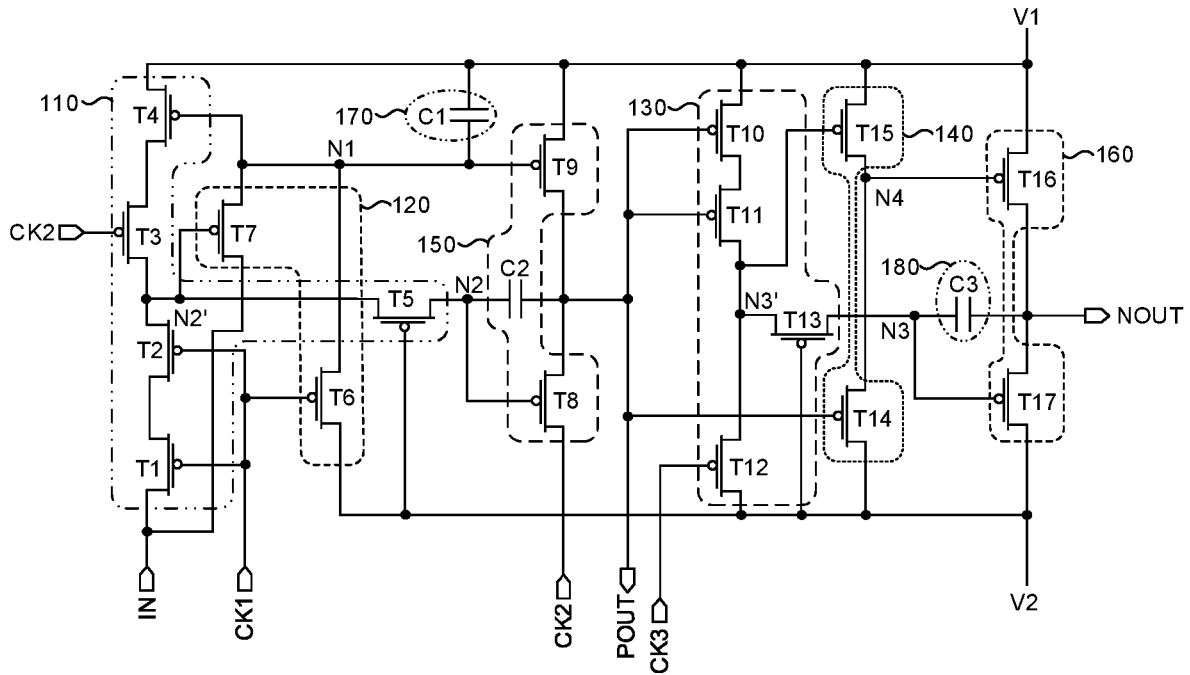 V1
110
T4
170
C1
130
T10
T15
140
N1
T9
160
T16
N4
120
T11
CK2
T3
T7
150
C2
180
C3
N2
T5
N2'
N3'
T13
N3
NOUT
T2
T6
T8
T14
T17
T1
T12
V2
IN
CK1
CK2
POUT
CK3